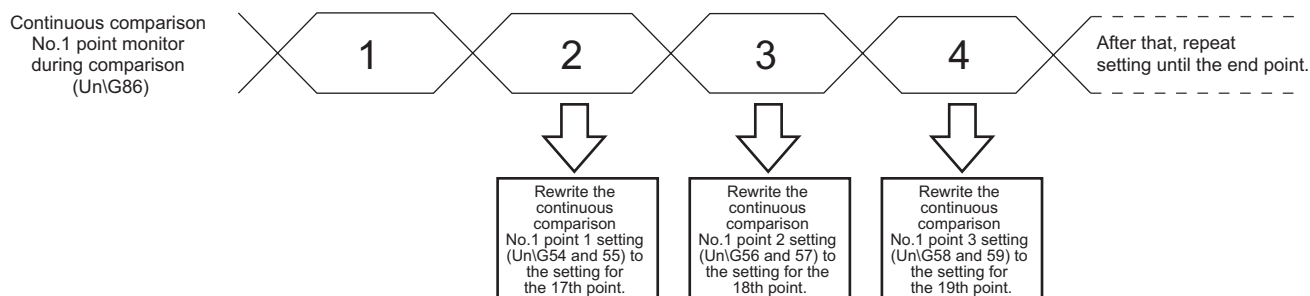 Continuous comparison
No.1 point monitor
during comparison
(Un\G86)
1
2
3
4
After that, repeat
setting until the end point.
Rewrite the
continuous
comparison
No.1 point 1 setting
(Un\G54 and 55) to
the setting for
the 17th point.
Rewrite the
continuous
comparison
No.1 point 2 setting
(Un\G56 and 57) to
the setting for the
18th point.
Rewrite the
continuous
comparison
No.1 point 3 setting
(Un\G58 and 59) to
the setting for
the 19th point.